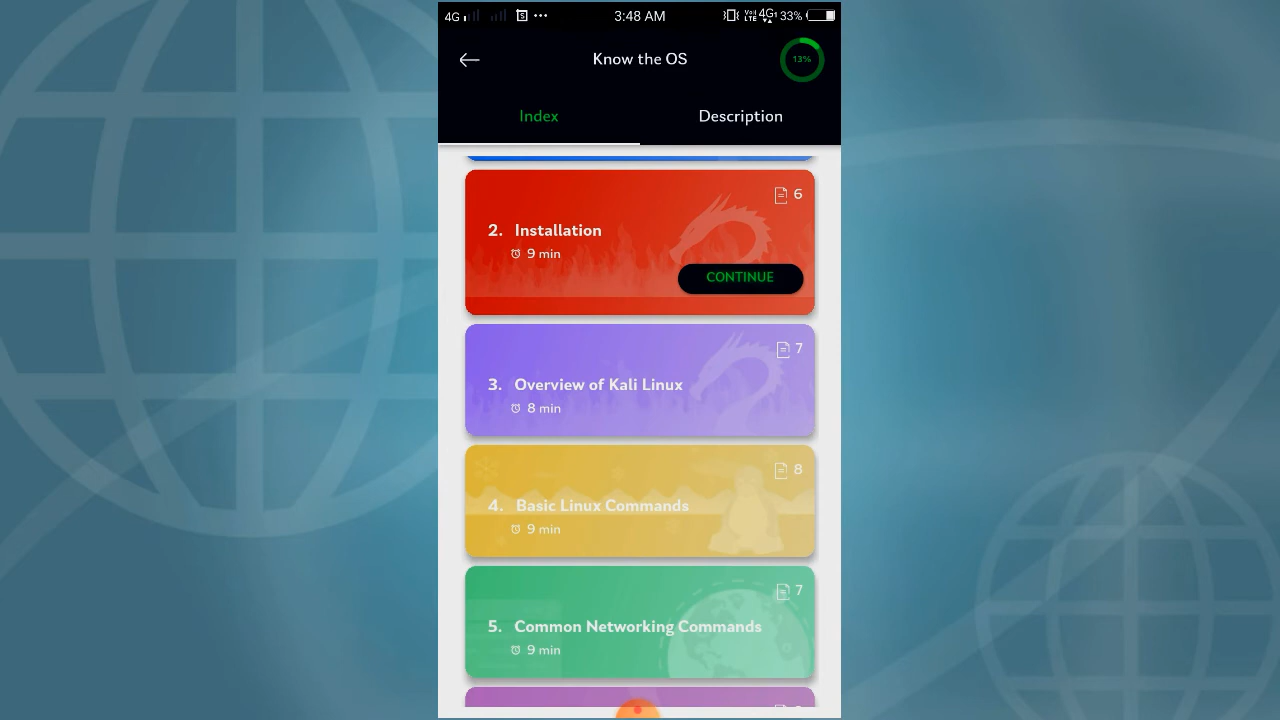 4G 3:48 AM VoLTE 4G 33%
Know the OS
13%
Index Description
6
2. Installation
9 min
CONTINUE
7
3. Overview of Kali Linux
8 min
8
4. Basic Linux Commands
9 min
7
5. Common Networking Commands
9 min